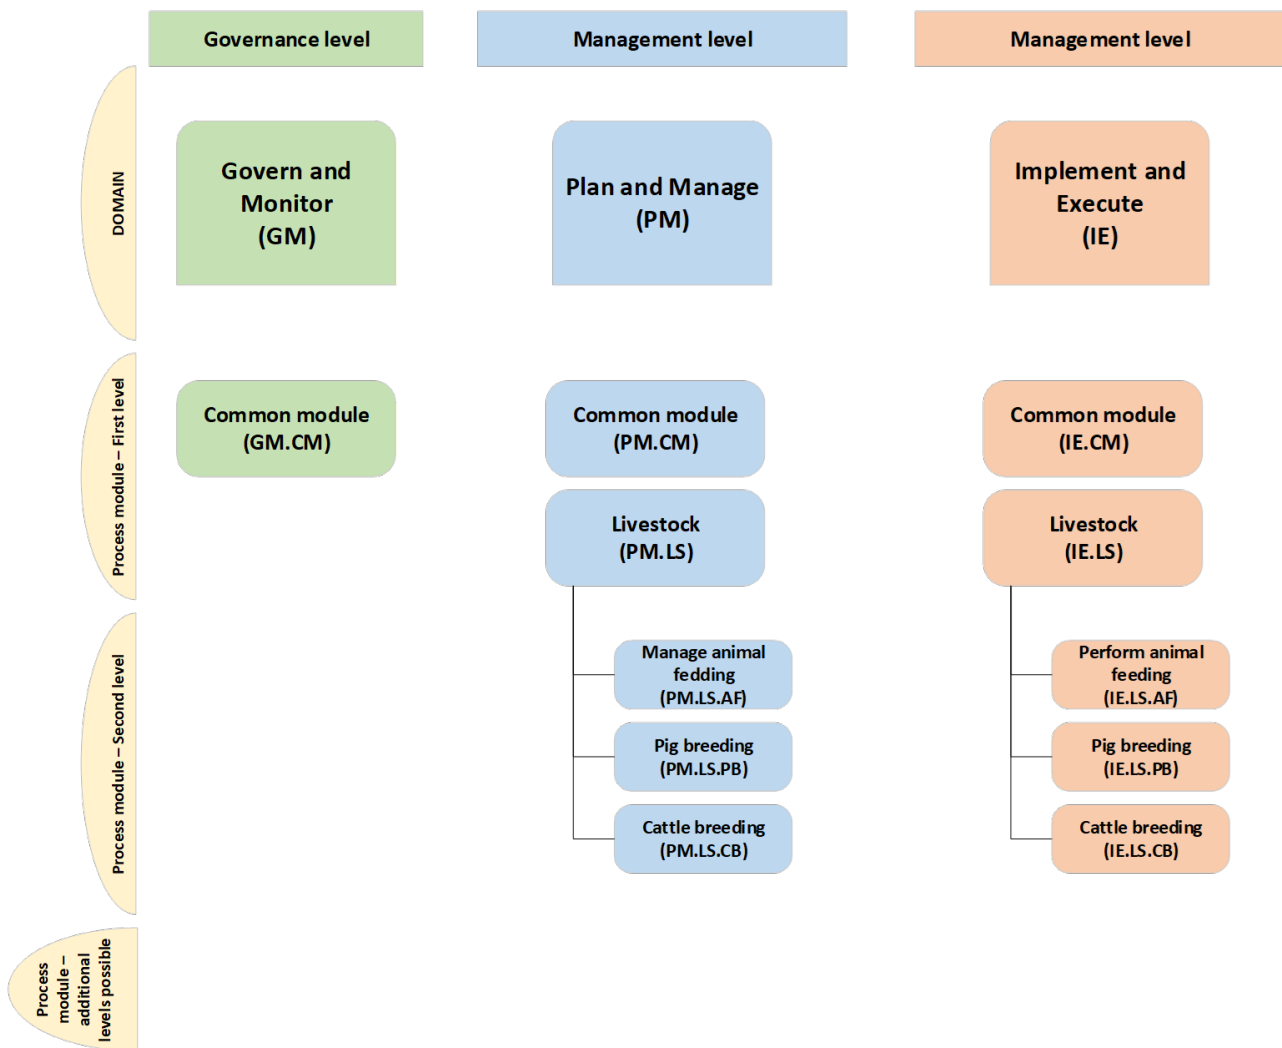 Governance level
Management level
Management level
DOMAIN
Govern and
Monitor
(GM)
Plan and Manage
(PM)
Implement and
Execute
(IE)
Process module – First level
Common module
(GM.CM)
Common module
(PM.CM)
Common module
(IE.CM)
Livestock
(PM.LS)
Livestock
(IE.LS)
Process module – Second level
Manage animal
fedding
(PM.LS.AF)
Perform animal
feeding
(IE.LS.AF)
Pig breeding
(PM.LS.PB)
Pig breeding
(IE.LS.PB)
Cattle breeding
(PM.LS.CB)
Cattle breeding
(IE.LS.CB)
Process
module –
additional
levels possible